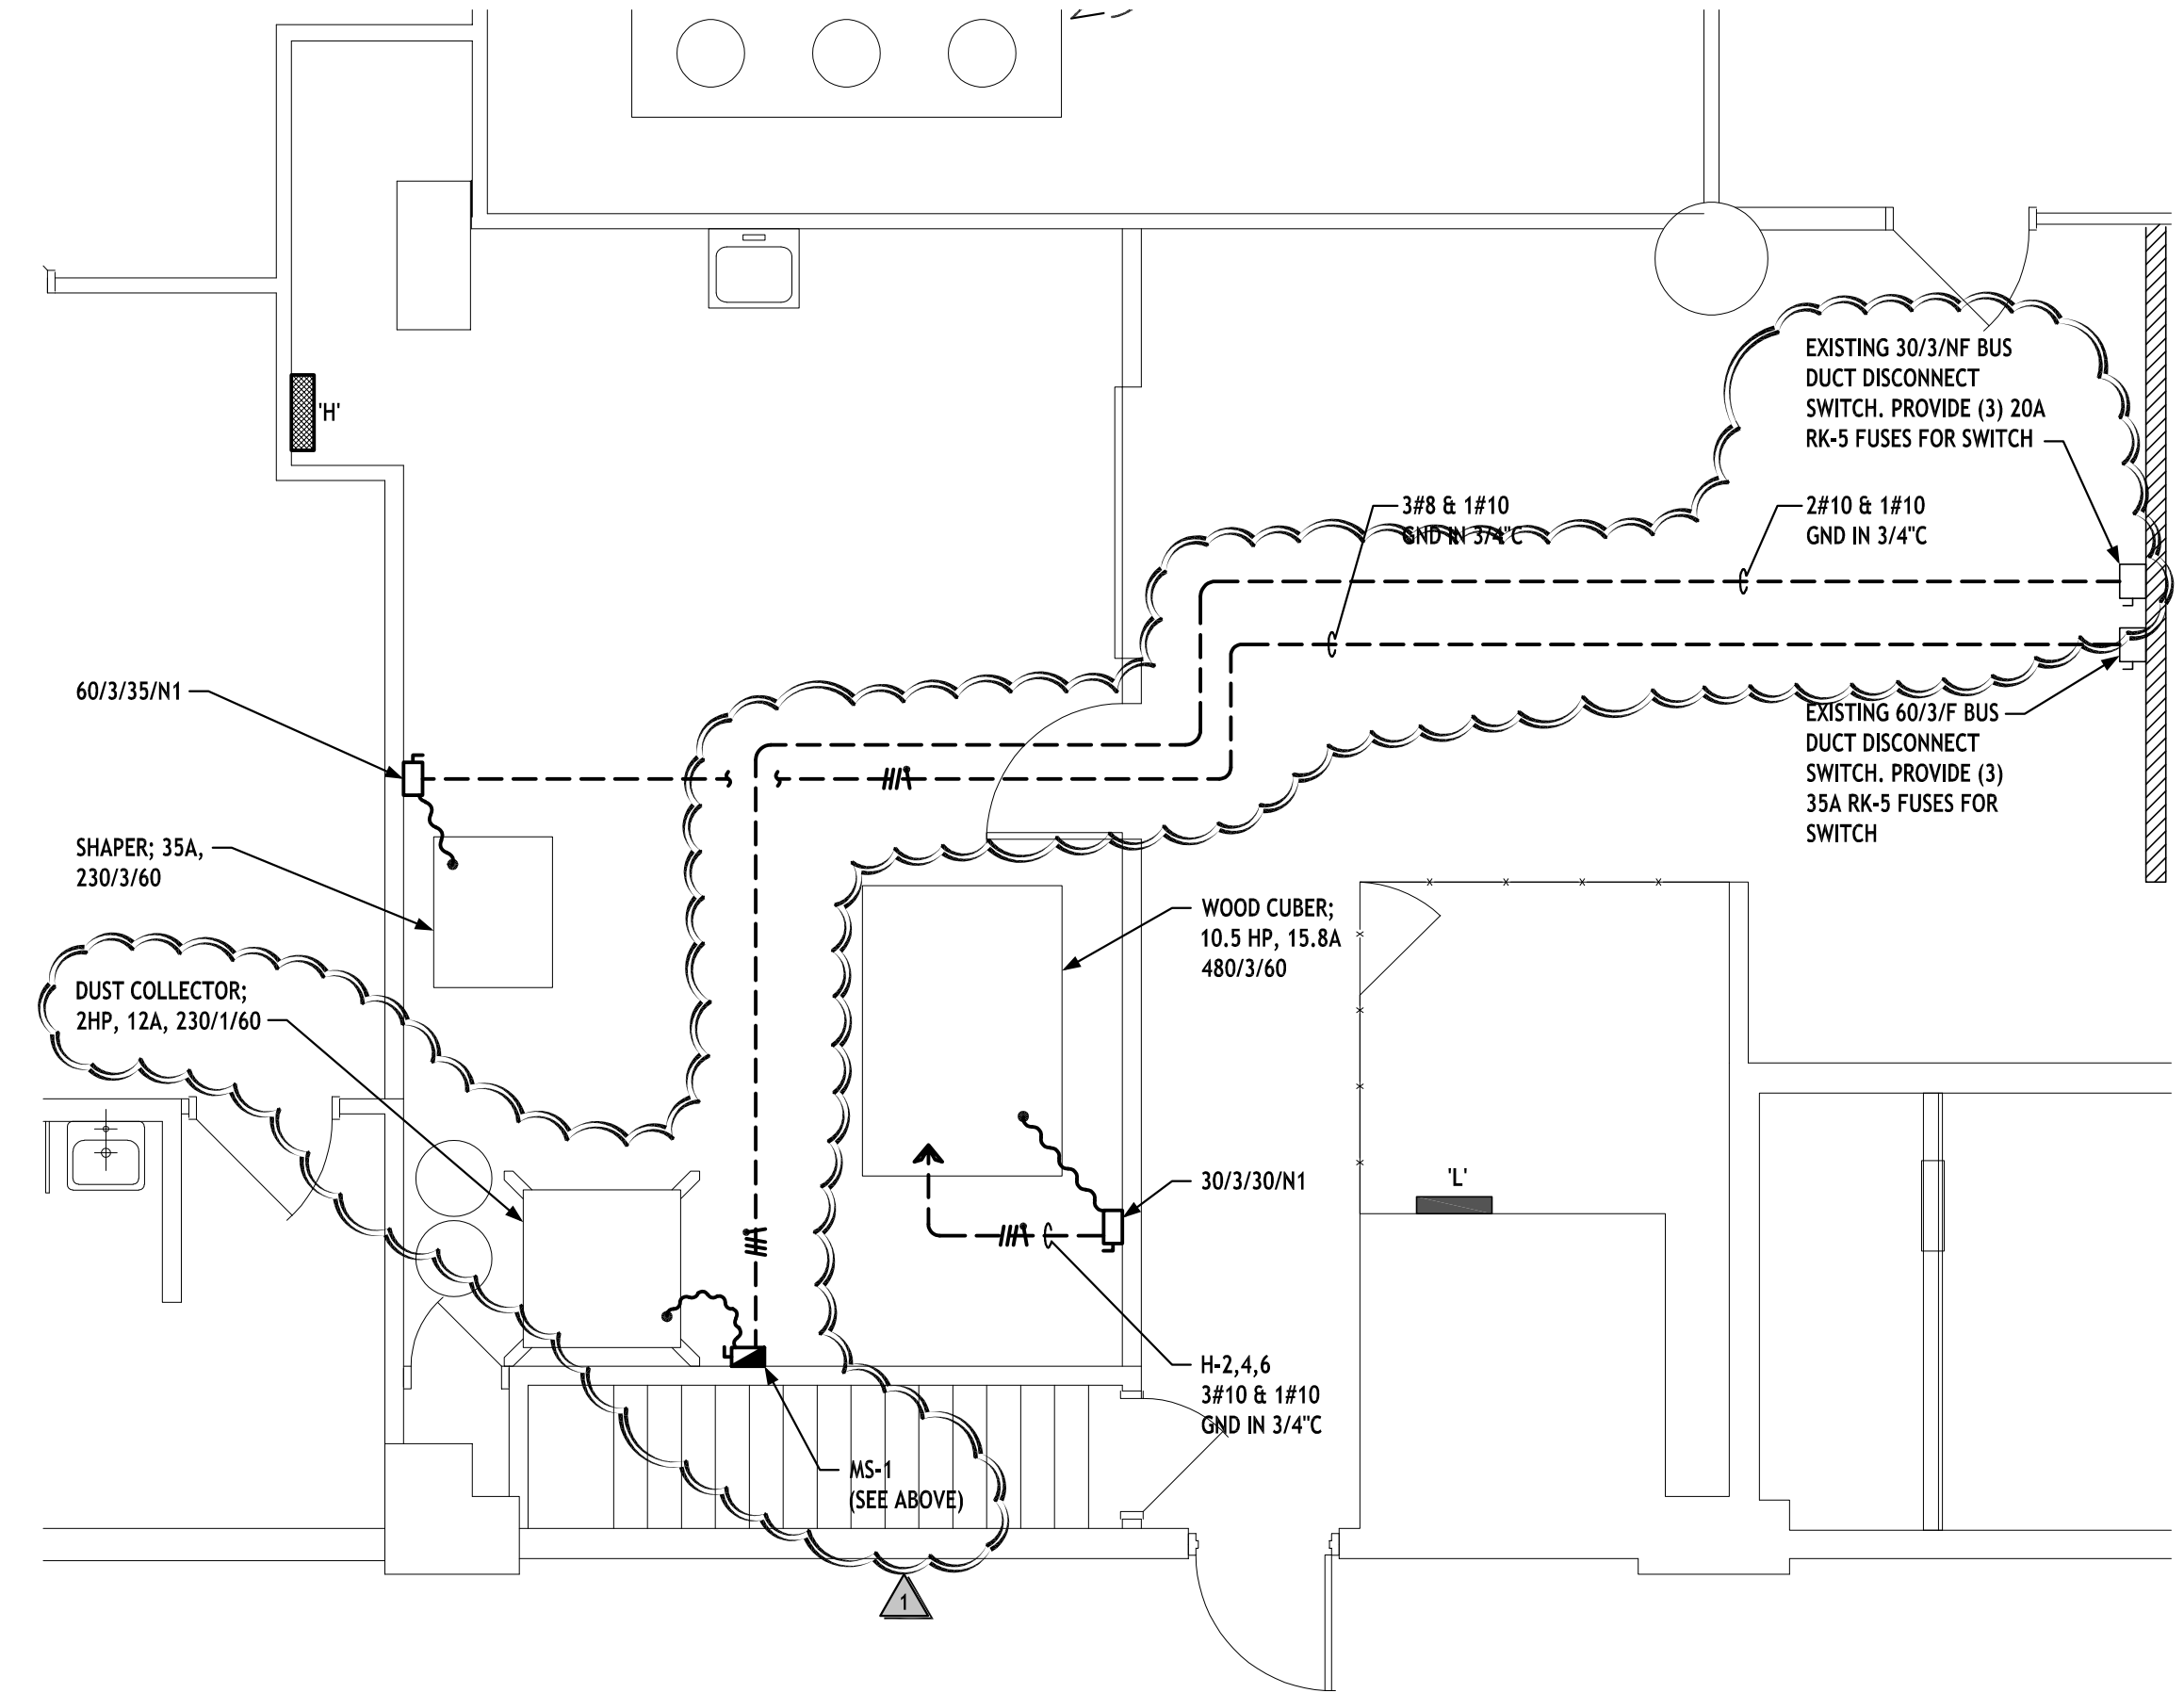 EXISTING 30/3/NF BUS
DUCT DISCONNECT
SWITCH. PROVIDE (3) 20A
RK-5 FUSES FOR SWITCH
'H'
3#8 & 1#10
GND IN 3/4"C
2#10 & 1#10
GND IN 3/4"C
60/3/35/N1
EXISTING 60/3/F BUS
DUCT DISCONNECT
SWITCH. PROVIDE (3)
35A RK-5 FUSES FOR
SWITCH
SHAPER; 35A,
230/3/60
WOOD CUBER;
10.5 HP, 15.8A
480/3/60
DUST COLLECTOR;
2HP, 12A, 230/1/60
30/3/30/N1
'L'
H-2,4,6
3#10 & 1#10
GND IN 3/4"C
MS-1
(SEE ABOVE)
1